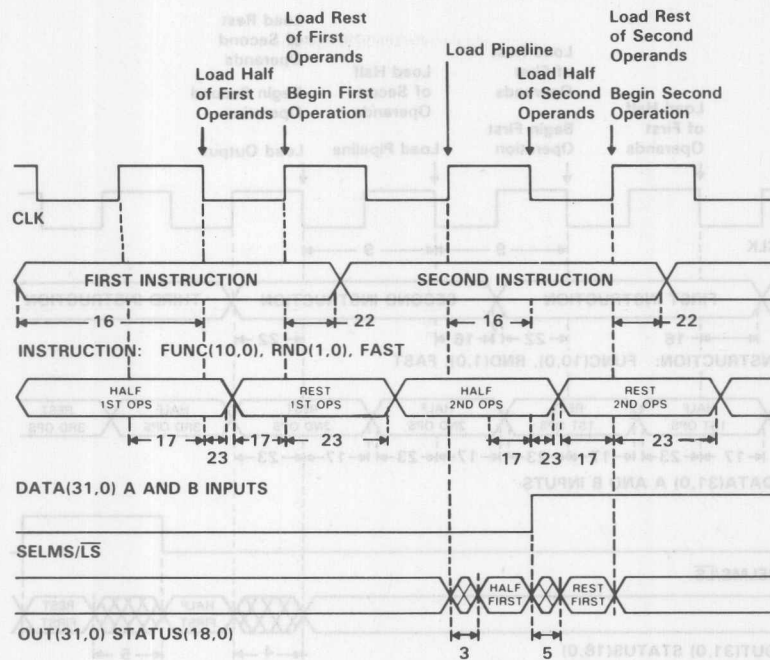 Load Rest
of First
Operands
Load Rest
of Second
Operands
Load Pipeline
Load Half
of First
Operands
Begin First
Operation
Load Half
of Second
Operands
Begin Second
Operation
CLK
FIRST INSTRUCTION
SECOND INSTRUCTION
16
22
16
22
INSTRUCTION: FUNC(10,0), RND(1,0), FAST
HALF
1ST OPS
REST
1ST OPS
HALF
2ND OPS
REST
2ND OPS
17
23
17
23
17
23
17
23
DATA(31,0) A AND B INPUTS
SELMS/LS
HALF
FIRST
REST
FIRST
OUT(31,0) STATUS(18,0)
3
5